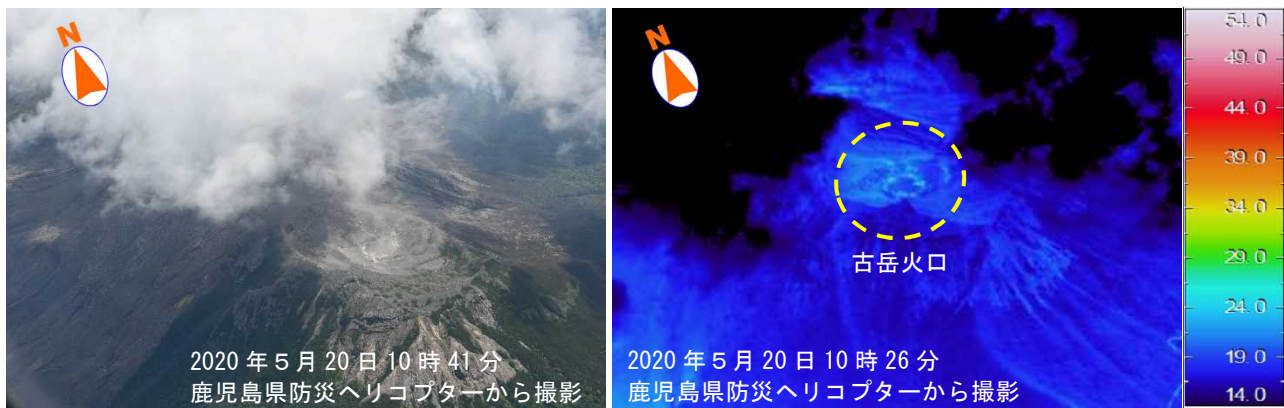 N
2020年5月20日10時41分
鹿児島県防災ヘリコプターから撮影
N
古岳火口
2020年5月20日10時26分
鹿児島県防災ヘリコプターから撮影
54.0
49.0
44.0
39.0
34.0
29.0
24.0
19.0
14.0